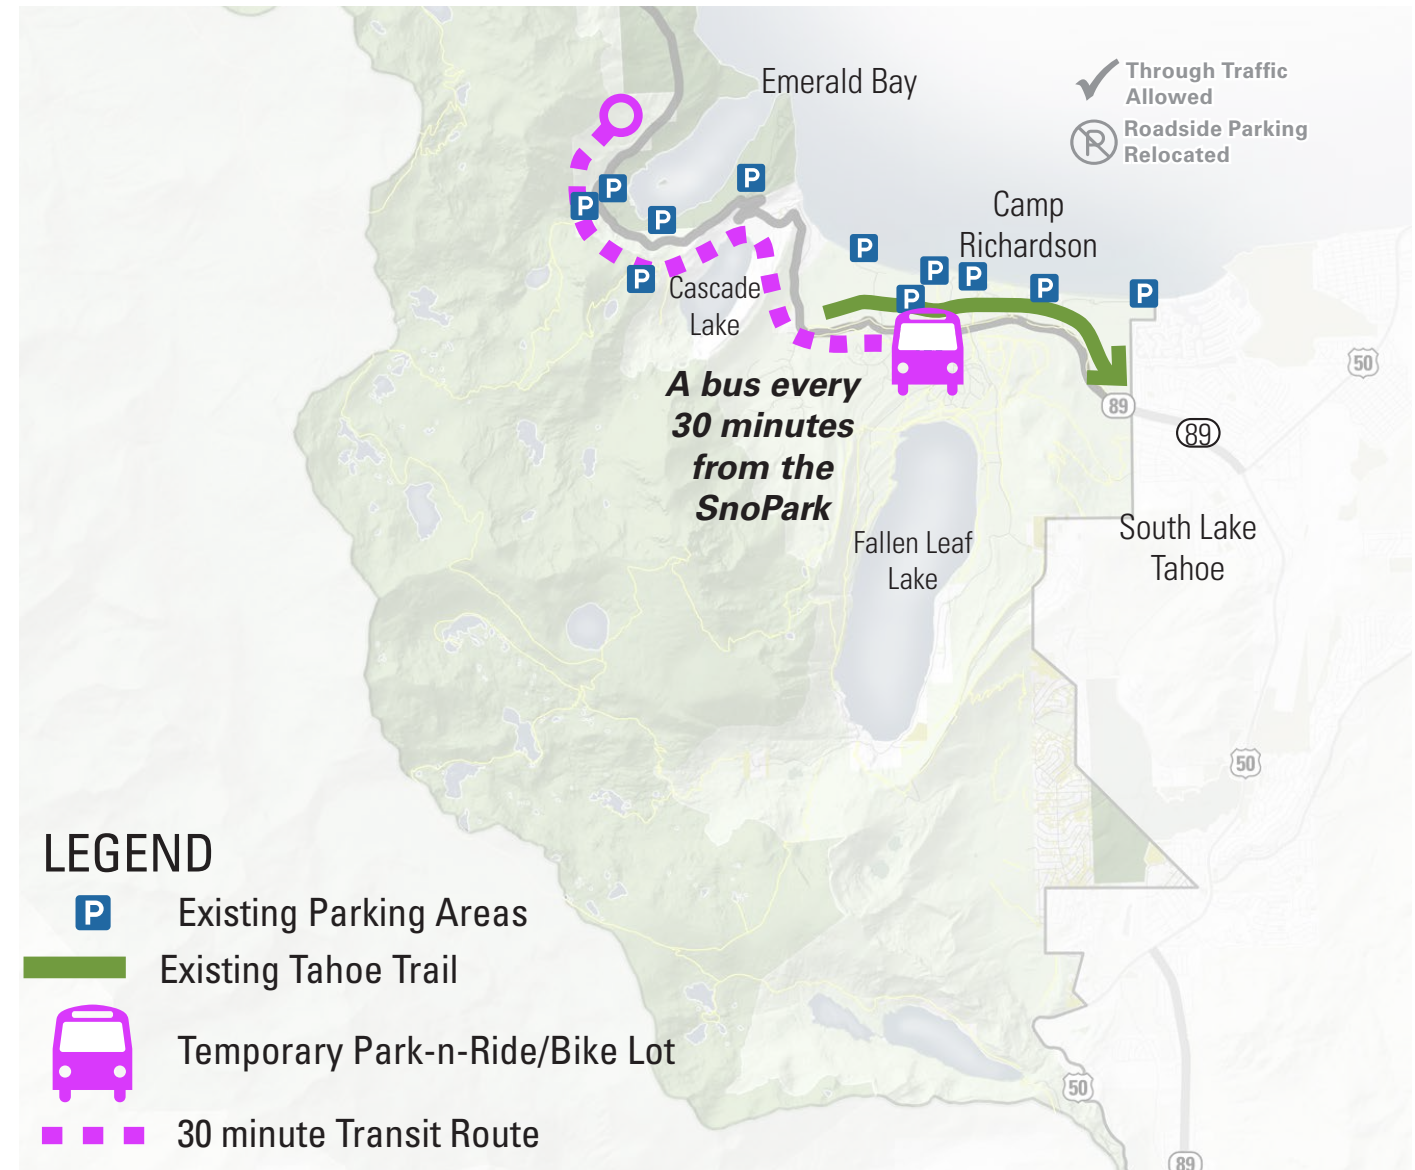 Emerald Bay
Through Traffic
Allowed
P
Roadside Parking
Relocated
P
P
P
P
P
Camp
Richardson
P
P
P
P
P
P
Cascade
Lake
A bus every
30 minutes
from the
SnoPark
50
89
89
Fallen Leaf
Lake
South Lake
Tahoe
50
LEGEND
P
Existing Parking Areas
Existing Tahoe Trail
Temporary Park-n-Ride/Bike Lot
50
30 minute Transit Route
89